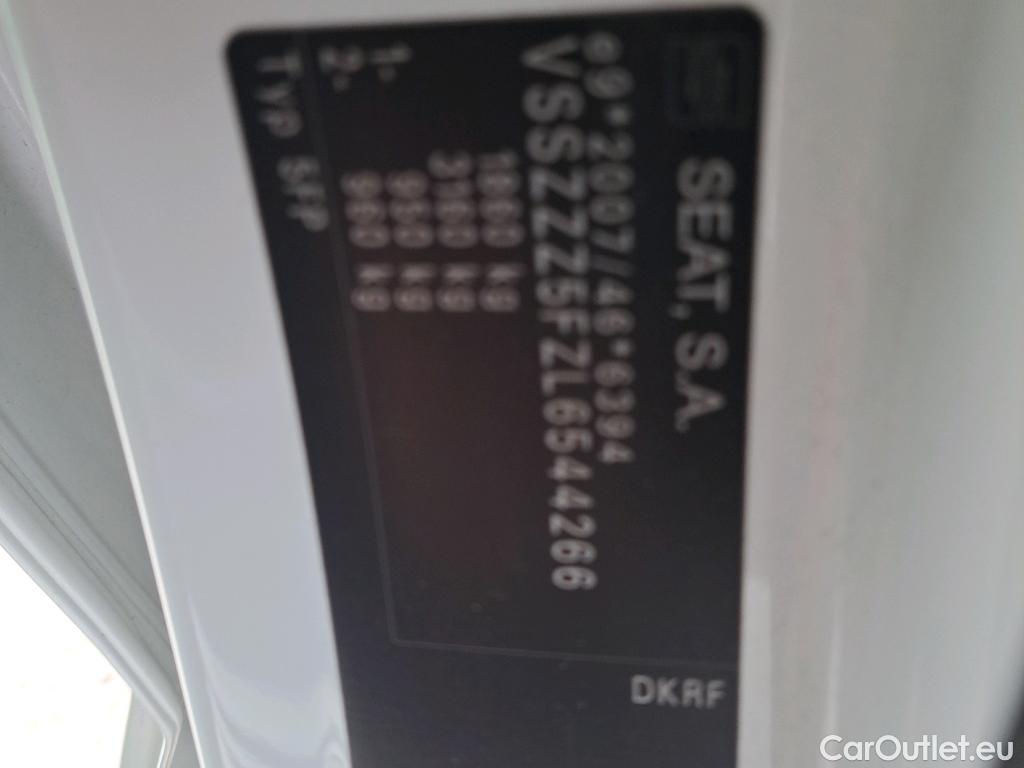 SEAT, S.A.
e9*2007/46*6394
VSSZZZ5FZL6544266
1860 kg
3160 kg
1- 950 kg
2- 960 kg
Typ 5FP
DKRF
CarOutlet.eu